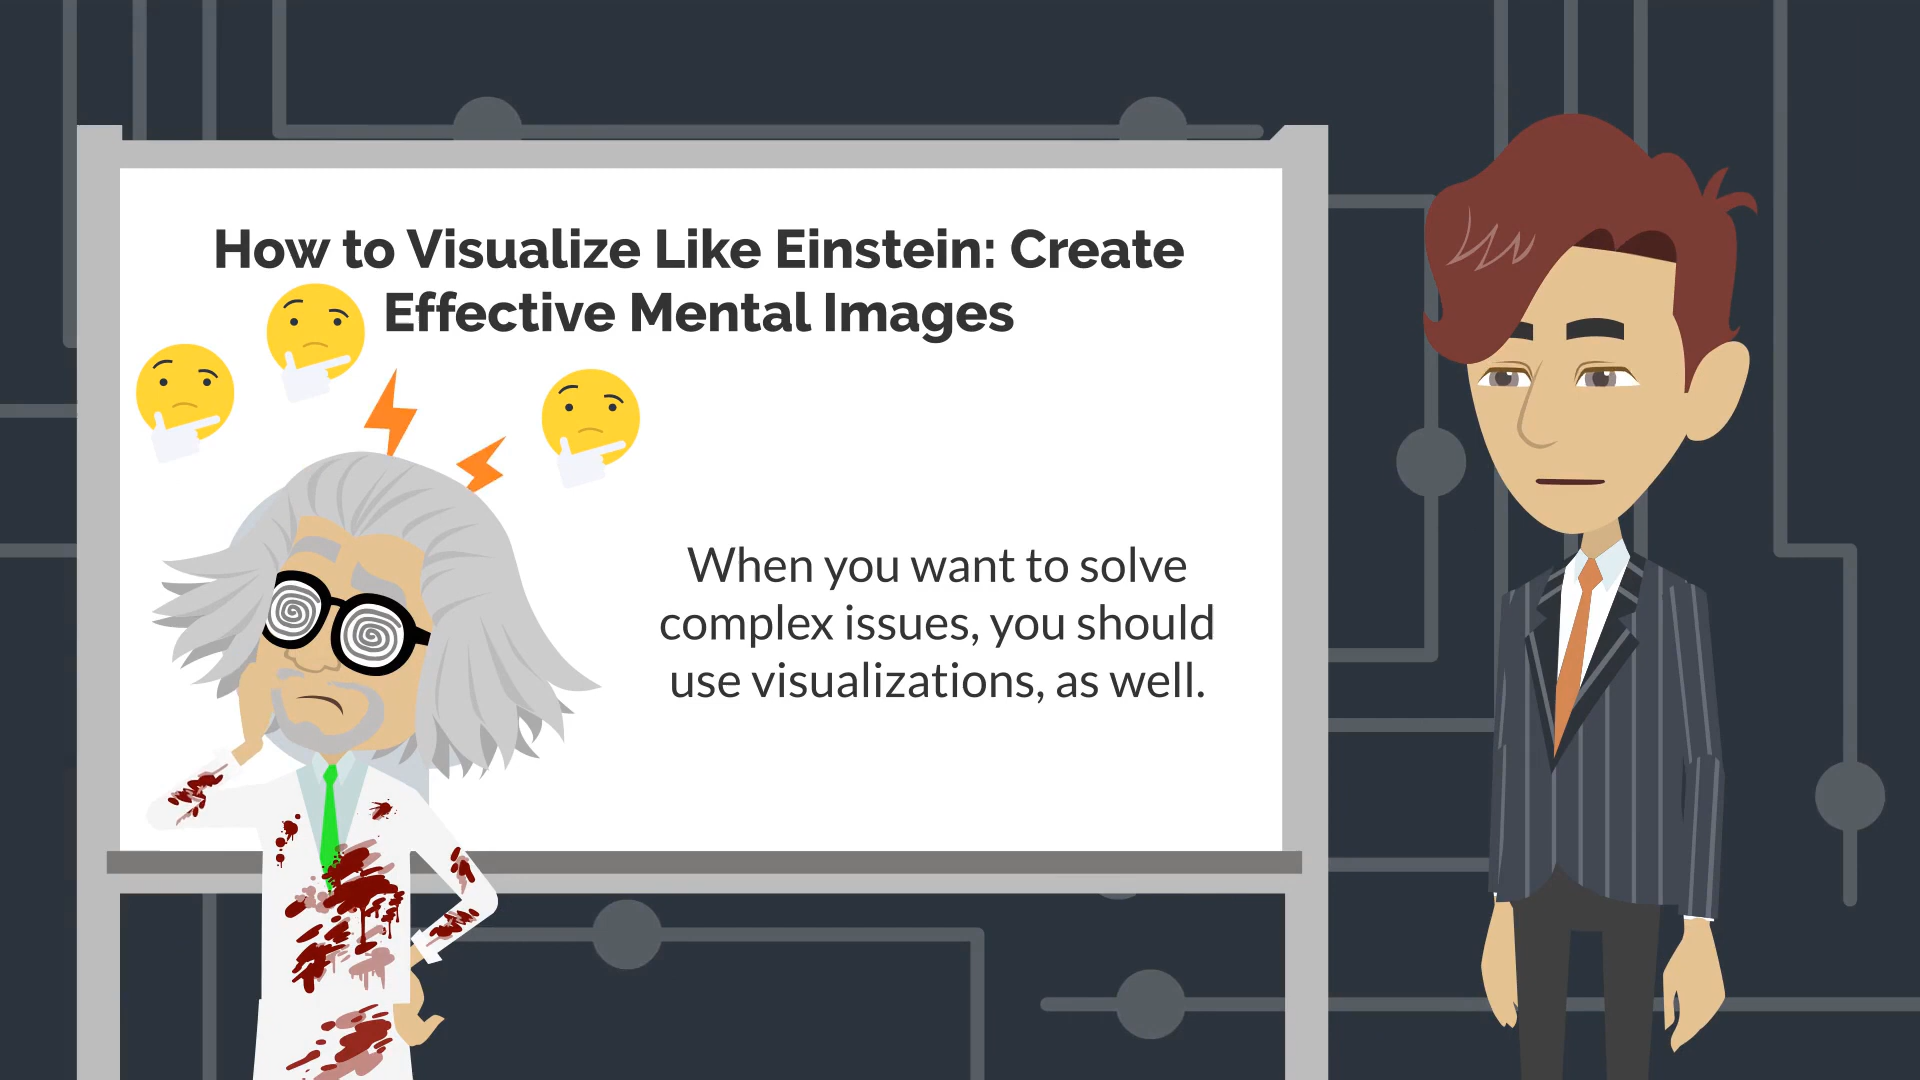 How to Visualize Like Einstein: Create
Effective Mental Images
When you want to solve
complex issues, you should
use visualizations, as well.